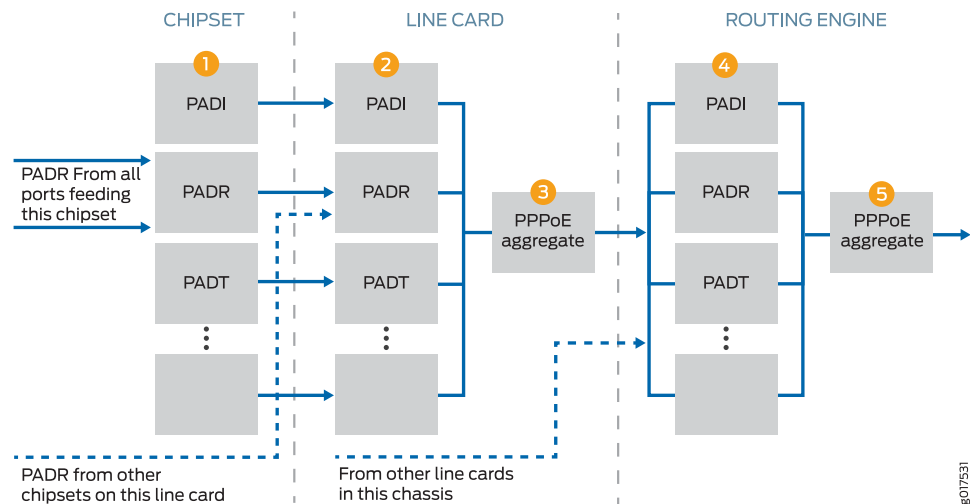 CHIPSET
LINE CARD
ROUTING ENGINE
1
2
4
PADI
PADI
PADI
PADR From all
ports feeding
this chipset
PADR
PADR
PADR
3
PPPoE
aggregate
5
PPPoE
aggregate
PADT
PADT
PADT
PADR from other
chipsets on this line card
From other line cards
in this chassis
g017531